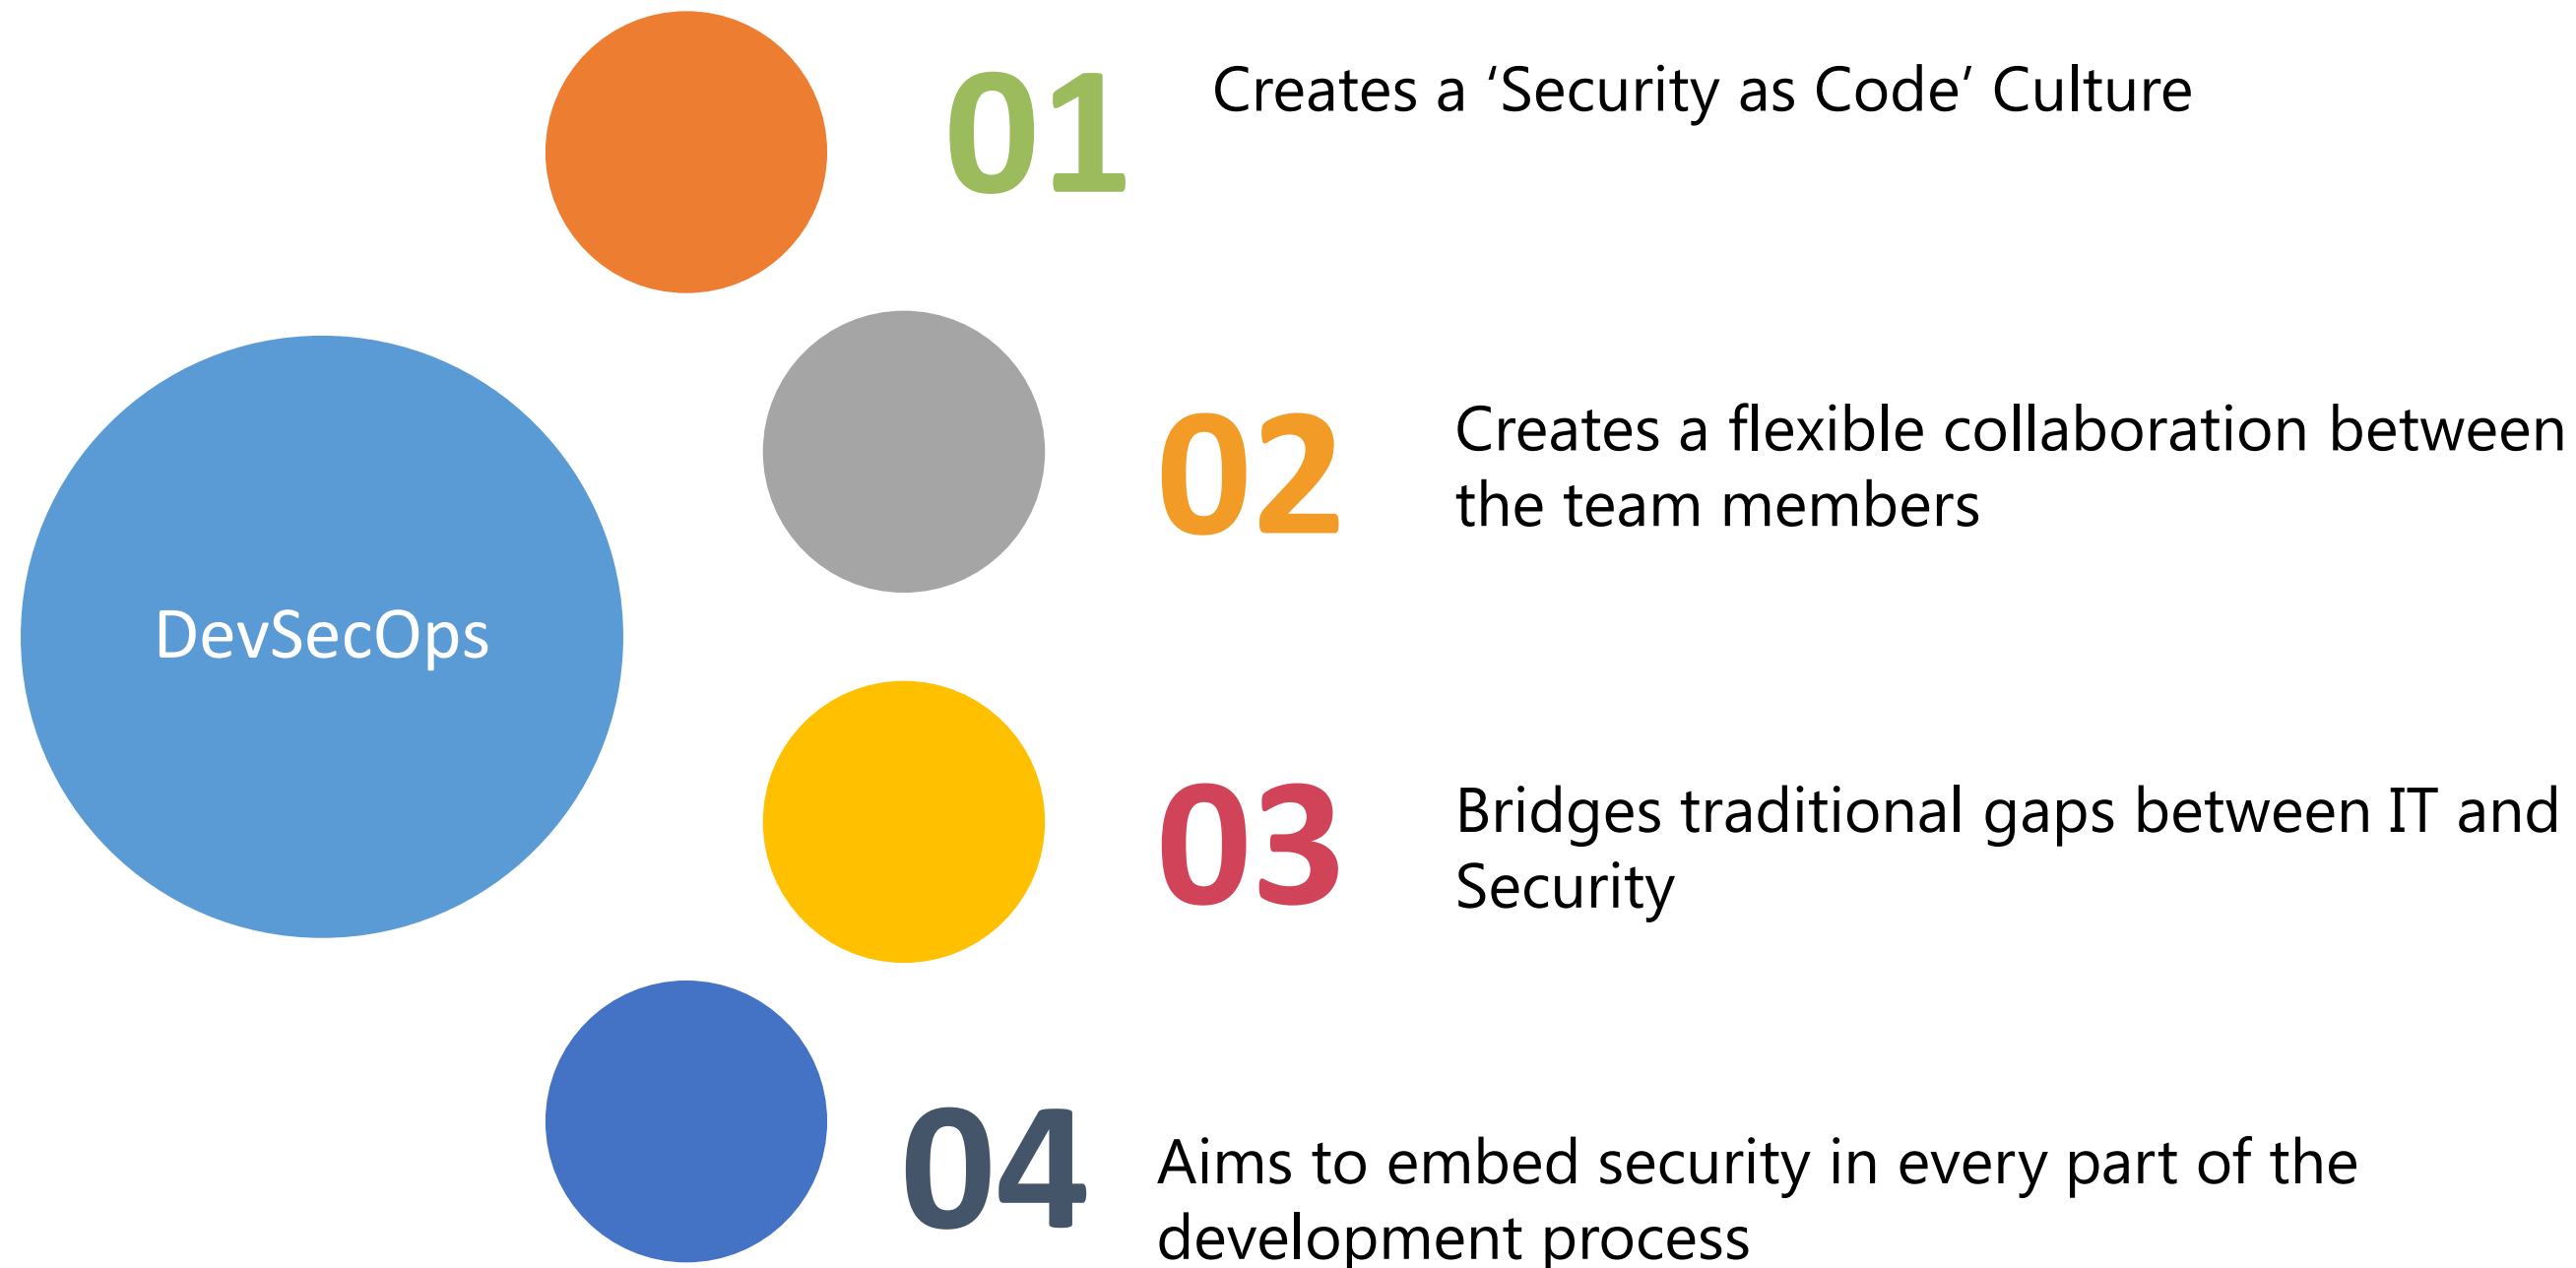 01
Creates a ‘Security as Code’ Culture
DevSecOps
02
Creates a flexible collaboration between
the team members
03
Bridges traditional gaps between IT and
Security
04
Aims to embed security in every part of the
development process